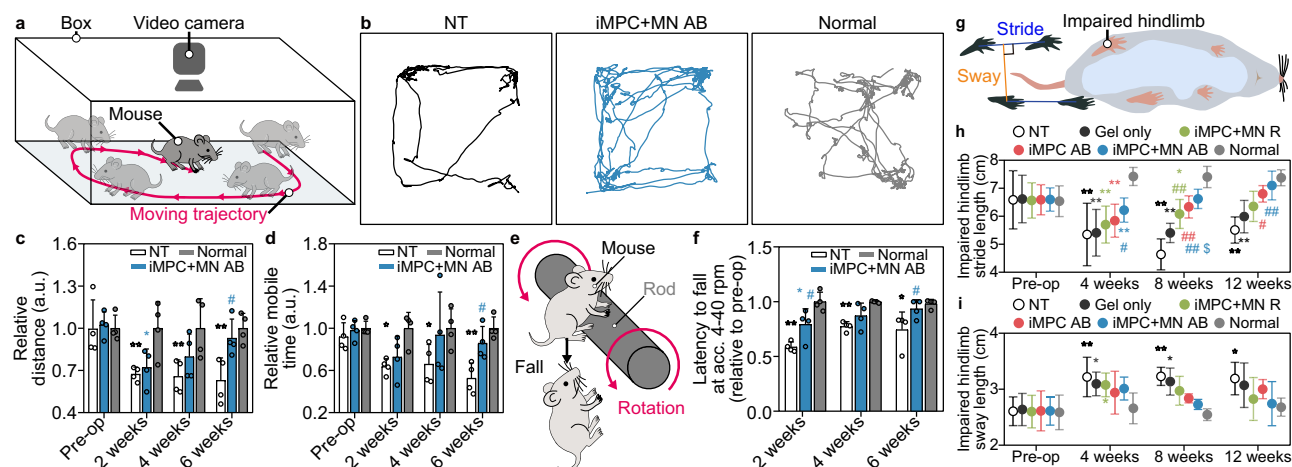 a
Box
Video camera
Mouse
Moving trajectory
b
NT
iMPC+MN AB
Normal
g
Stride
Impaired hindlimb
Sway
c
Relative
distance (a.u.)
1.6
1.3
1.0
0.7
0.4
NT
Normal
iMPC+MN AB
**
*
**
**
#
Pre-op
2 weeks
4 weeks
6 weeks
d
Relative mobile
time (a.u.)
1.8
1.5
1.2
0.9
0.6
NT
Normal
iMPC+MN AB
*
*
**
#
Pre-op
2 weeks
4 weeks
6 weeks
e
Mouse
Rod
Fall
Rotation
f
Latency to fall
at acc. 4-40 rpm
(relative to pre-op)
1.5
1.0
0.5
0.0
NT
Normal
iMPC+MN AB
**
*
#
**
*
#
2 weeks
4 weeks
6 weeks
h
NT
Gel only
iMPC+MN R
iMPC AB
iMPC+MN AB
Normal
Impaired hindlimb
stride length (cm)
8
7
6
5
4
**
**
**
**
**
#
**
**
*
##
##
## $
**
**
#
##
Pre-op
4 weeks
8 weeks
12 weeks
i
NT
Gel only
iMPC+MN R
iMPC AB
iMPC+MN AB
Normal
Impaired hindlimb
sway length (cm)
4
3
2
**
*
*
**
*
*
Pre-op
4 weeks
8 weeks
12 weeks